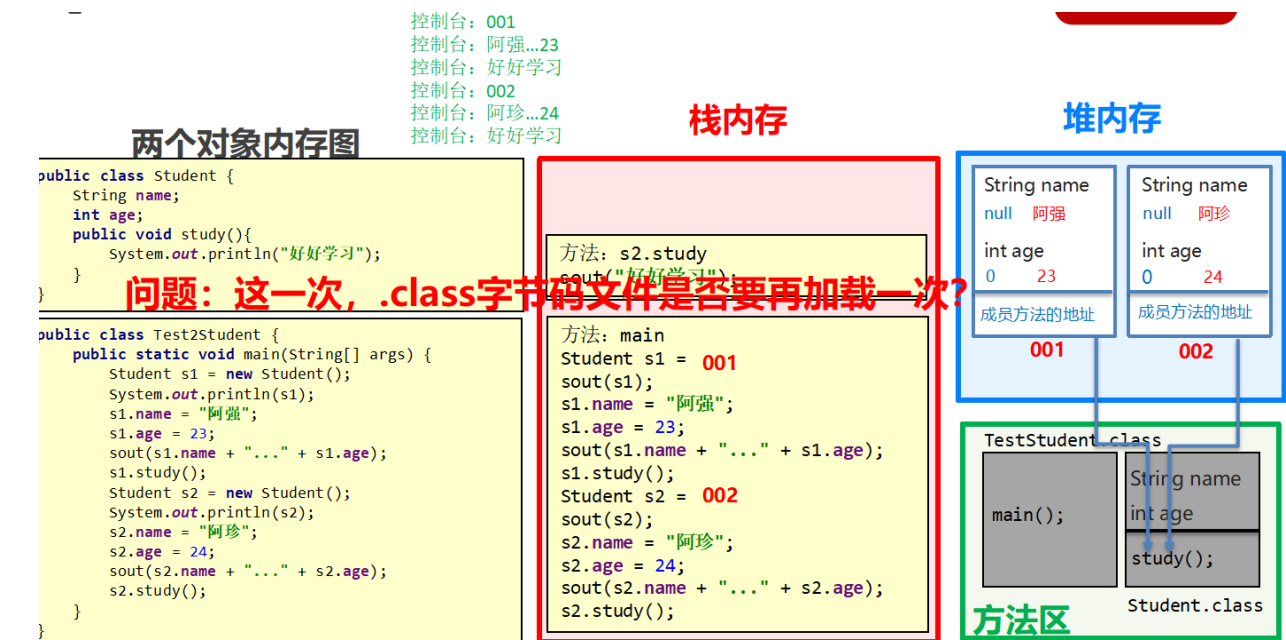 控制台：001
控制台：阿强...23
控制台：好好学习
控制台：002
控制台：阿珍...24
控制台：好好学习
两个对象内存图
public class Student {
String name;
int age;
public void study(){
System.out.println("好好学习");
}
}
问题：这一次，.class字节码文件是否要再加载一次？
public class Test2Student {
public static void main(String[] args) {
Student s1 = new Student();
System.out.println(s1);
s1.name = "阿强";
s1.age = 23;
sout(s1.name + "..." + s1.age);
s1.study();
Student s2 = new Student();
System.out.println(s2);
s2.name = "阿珍";
s2.age = 24;
sout(s2.name + "..." + s2.age);
s2.study();
}
}
栈内存
方法：s2.study
sout("好好学习");
方法：main
Student s1 = 001
sout(s1);
s1.name = "阿强";
s1.age = 23;
sout(s1.name + "..." + s1.age);
s1.study();
Student s2 = 002
sout(s2);
s2.name = "阿珍";
s2.age = 24;
sout(s2.name + "..." + s2.age);
s2.study();
堆内存
String name
null 阿强
int age
0 23
成员方法的地址
001
String name
null 阿珍
int age
0 24
成员方法的地址
002
TestStudent.class
main();
String name
int age
study();
Student.class
方法区